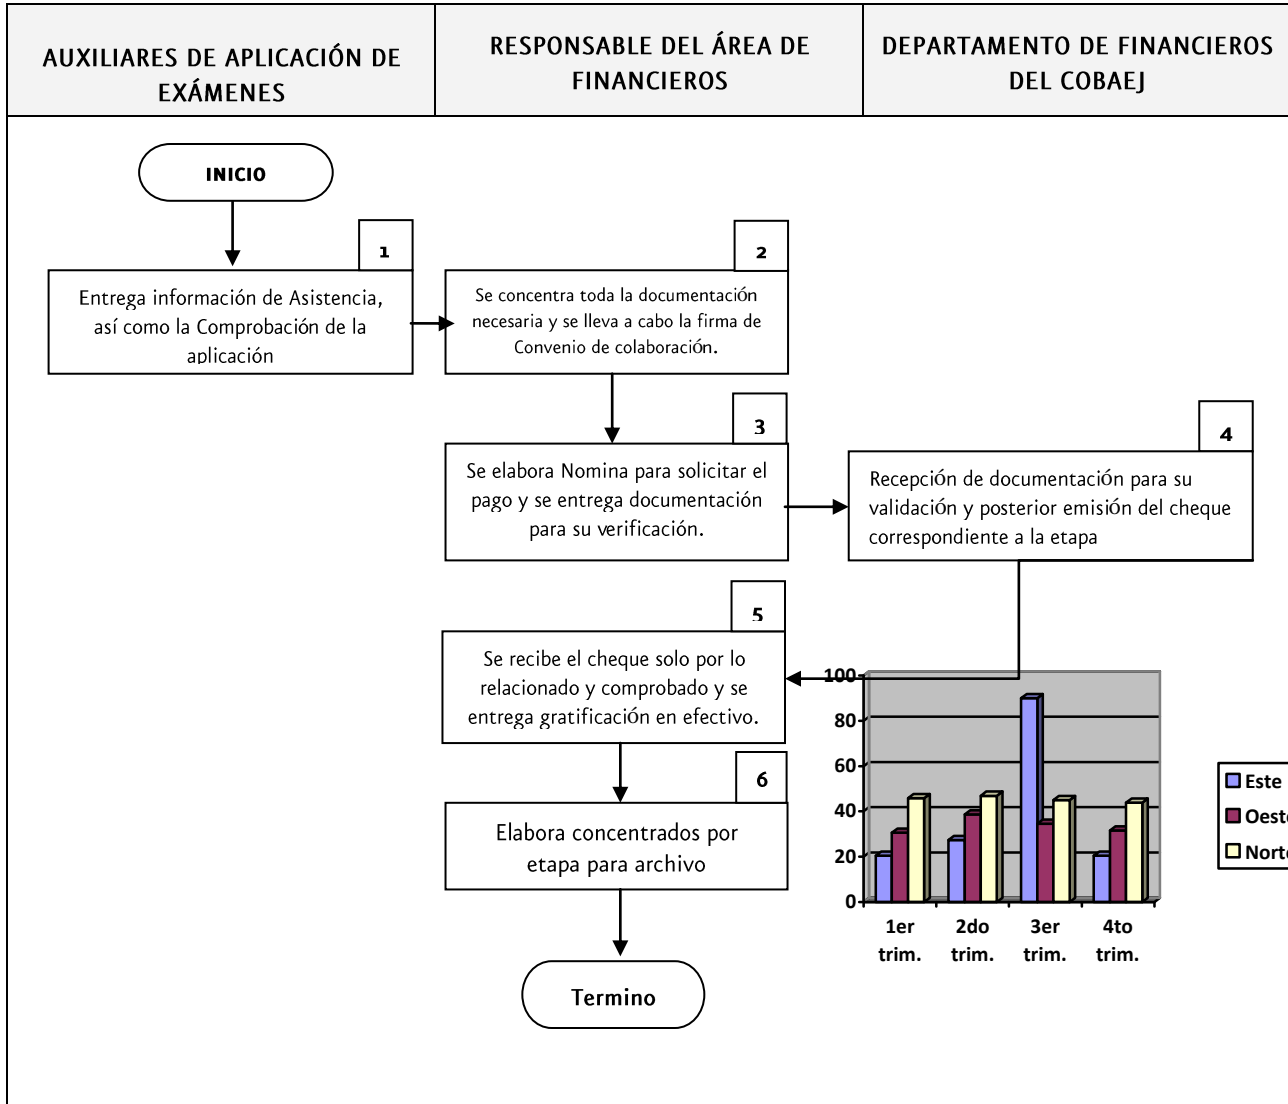 AUXILIARES DE APLICACIÓN DE
EXÁMENES
RESPONSABLE DEL ÁREA DE
FINANCIEROS
DEPARTAMENTO DE FINANCIEROS
DEL COBAEJ
INICIO
1
Entrega información de Asistencia,
así como la Comprobación de la
aplicación
2
Se concentra toda la documentación
necesaria y se lleva a cabo la firma de
Convenio de colaboración.
3
Se elabora Nomina para solicitar el
pago y se entrega documentación
para su verificación.
4
Recepción de documentación para su
validación y posterior emisión del cheque
correspondiente a la etapa
5
Se recibe el cheque solo por lo
relacionado y comprobado y se
entrega gratificación en efectivo.
6
Elabora concentrados por
etapa para archivo
Termino
100
80
60
40
20
0
1er
trim.
2do
trim.
3er
trim.
4to
trim.
Este
Oeste
Norte